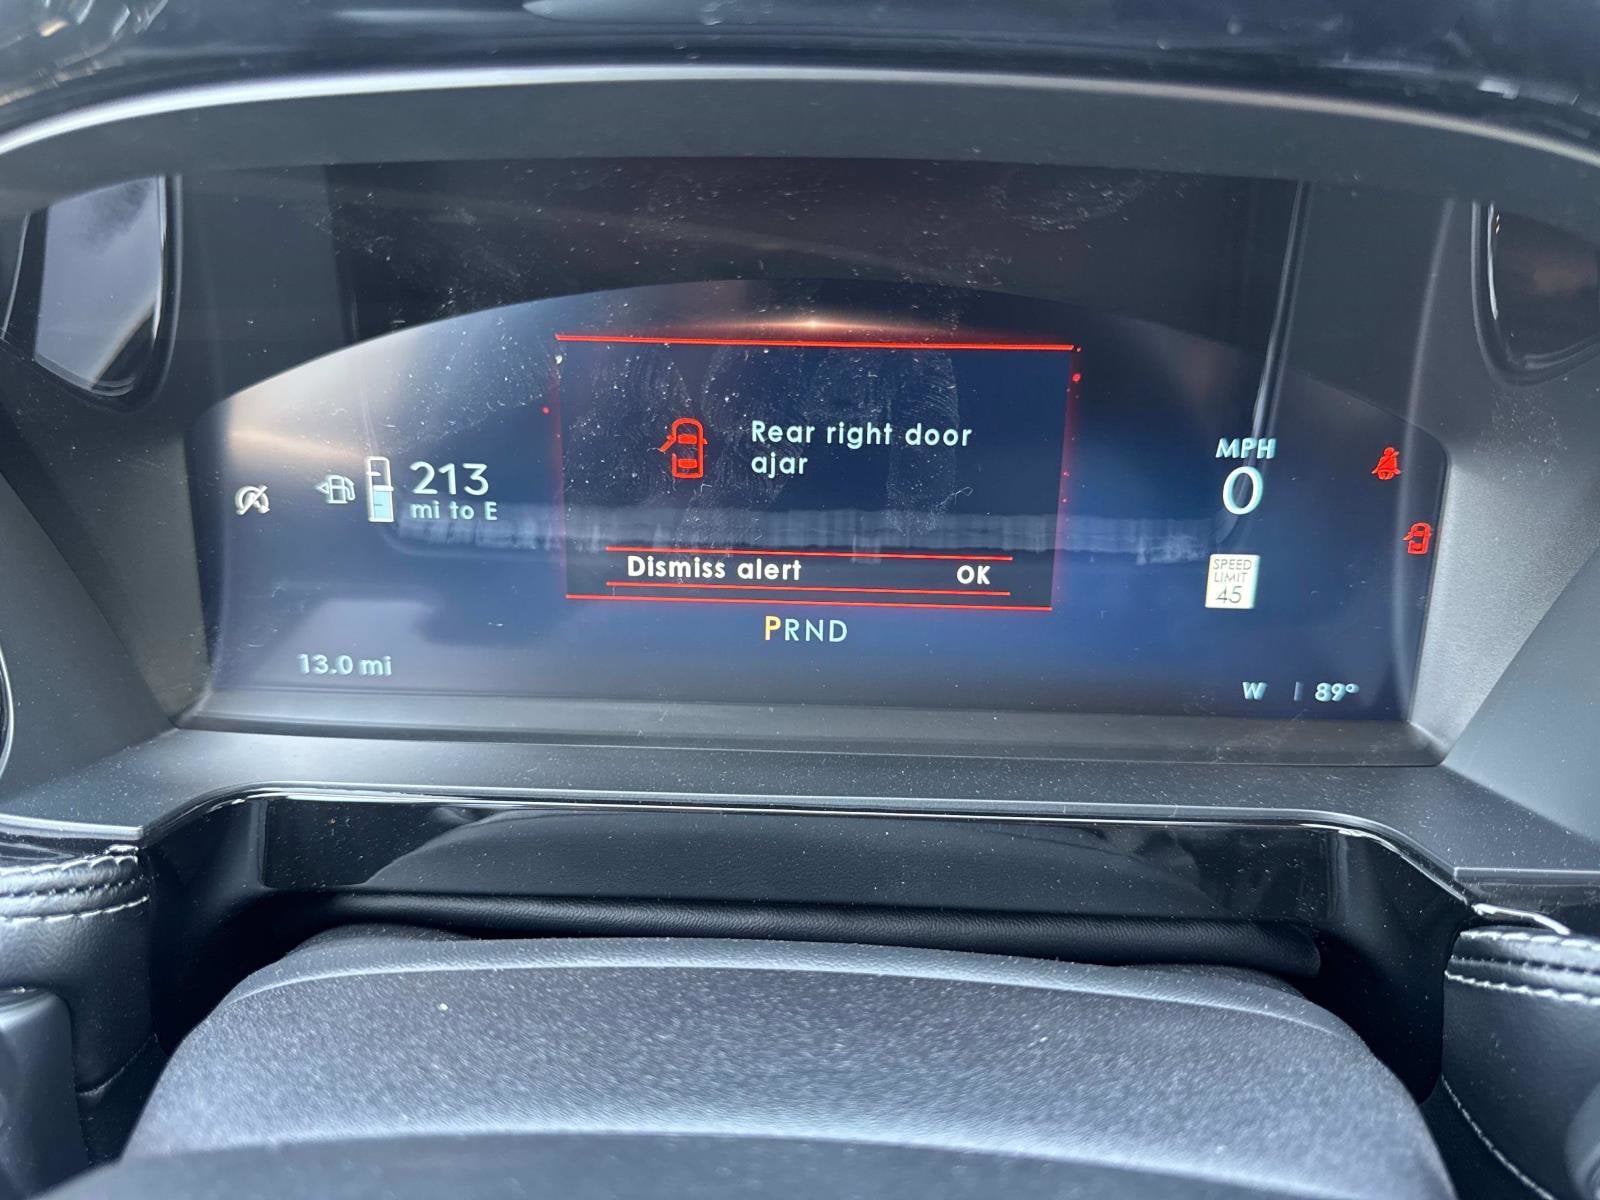 213
mi to E
Rear right door
ajar
MPH
0
Dismiss alert
OK
SPEED
LIMIT
45
PRND
13.0 mi
W
89°